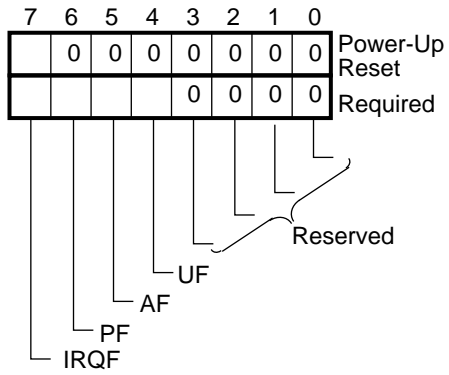 7 6 5 4 3 2 1 0
0 0 0 0 0 0 0 Power-Up
Reset
0 0 0 0 Required
Reserved
UF
AF
PF
IRQF